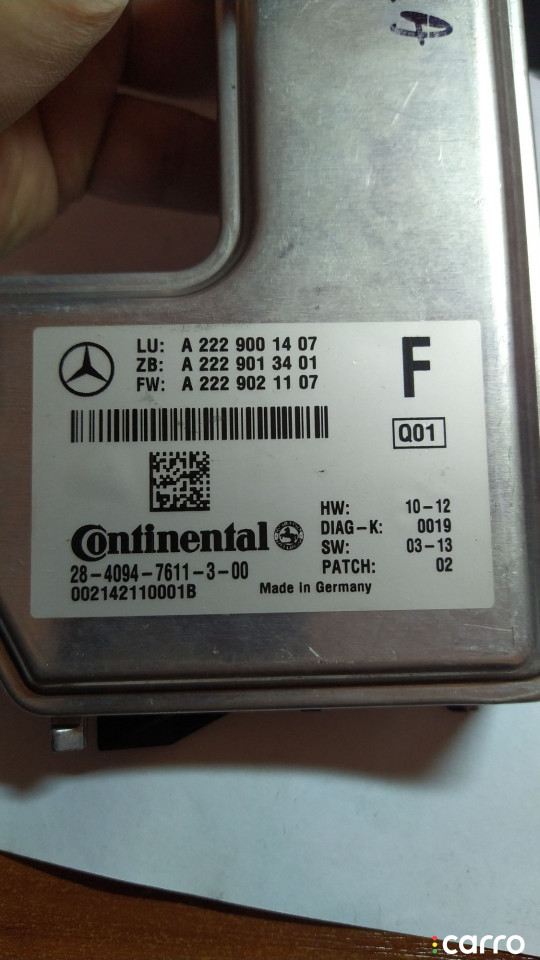 LU: A 222 900 14 07
ZB: A 222 901 34 01
FW: A 222 902 11 07
F
Q01
HW: 10-12
DIAG-K: 0019
SW: 03-13
PATCH: 02
Continental
28-4094-7611-3-00
002142110001B
Made in Germany
carro